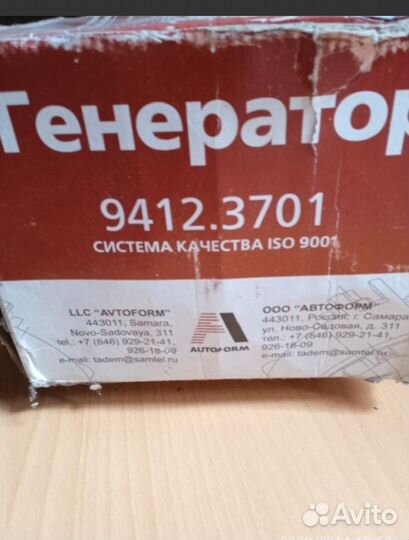 Генератор
9412.3701
СИСТЕМА КАЧЕСТВА ISO 9001
LLC "AVTOFORM"
443011, Samara,
Novo-Sadovaya, 311
tel.: +7 (846) 929-21-41,
926-18-09
e-mail: tadem@samtel.ru
AUTOFORM
ООО "АВТОФОРМ"
443011, Россия, г. Самара
ул. Ново-Садовая, д. 311
тел.: +7 (846) 929-21-41,
926-18-09
e-mail: tadem@samtel.ru
Avito